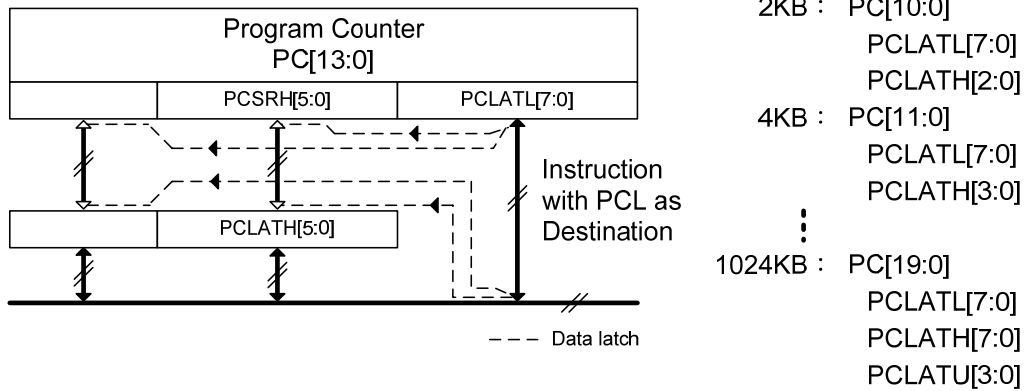 Program Counter
PC[13:0]
PCSRH[5:0]
PCLATL[7:0]
PCLATH[5:0]
Instruction
with PCL as
Destination
Data latch
2KB : PC[10:0]
PCLATL[7:0]
PCLATH[2:0]
4KB : PC[11:0]
PCLATL[7:0]
PCLATH[3:0]
1024KB : PC[19:0]
PCLATL[7:0]
PCLATH[7:0]
PCLATU[3:0]